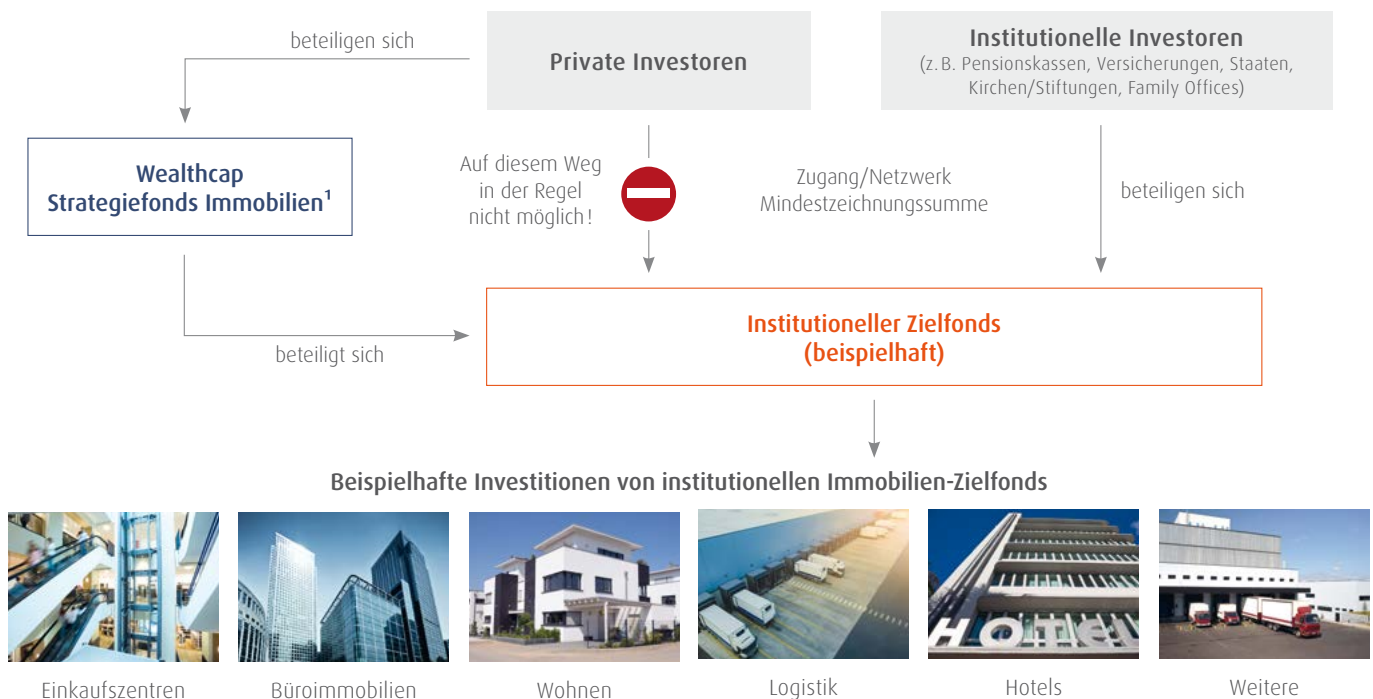 beteiligen sich
Private Investoren
Institutionelle Investoren
(z. B. Pensionskassen, Versicherungen, Staaten,
Kirchen/Stiftungen, Family Offices)
Wealthcap
Strategiefonds Immobilien¹
Auf diesem Weg
in der Regel
nicht möglich!
Zugang/Netzwerk
Mindestzeichnungssumme
beteiligen sich
beteiligt sich
Institutioneller Zielfonds
(beispielhaft)
Beispielhafte Investitionen von institutionellen Immobilien-Zielfonds
HOTEL
Einkaufszentren
Büroimmobilien
Wohnen
Logistik
Hotels
Weitere